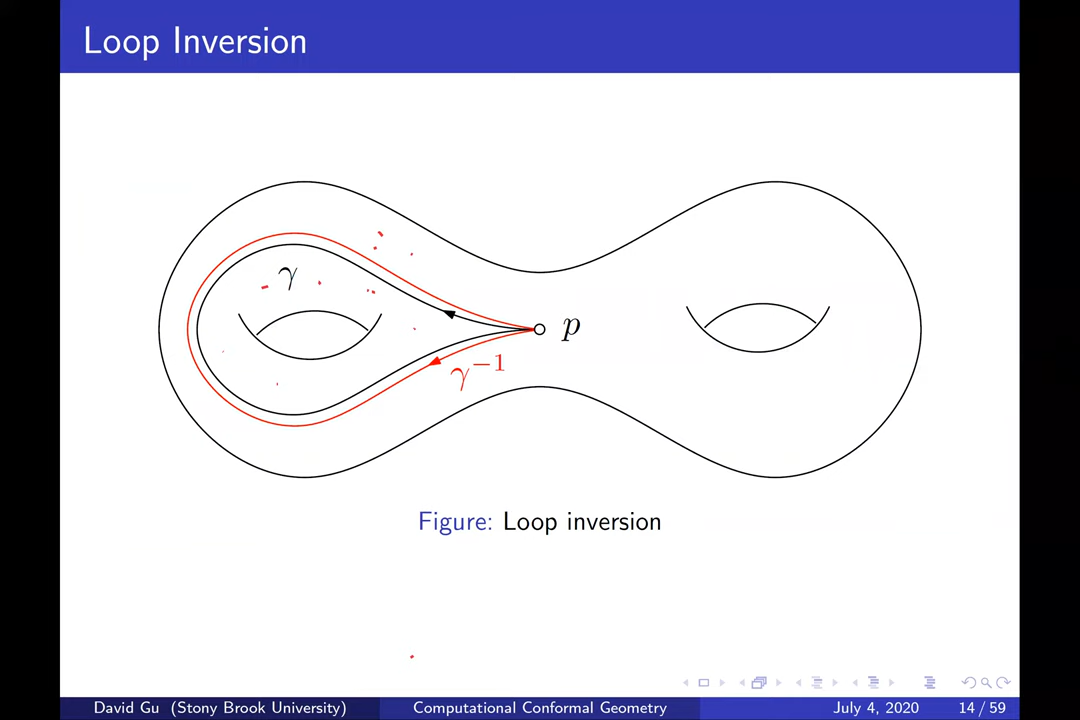 Loop Inversion
γ
p
γ⁻¹
Figure: Loop inversion
David Gu (Stony Brook University) Computational Conformal Geometry July 4, 2020 14 / 59